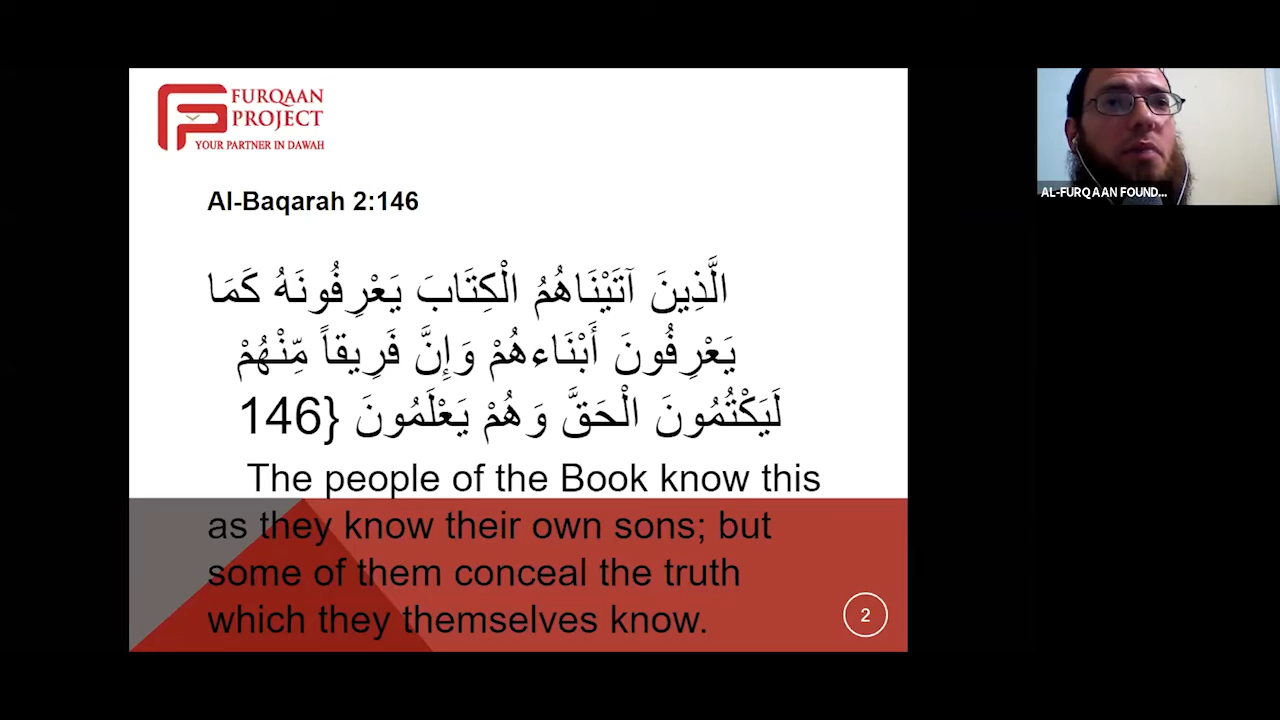 FURQAAN
PROJECT
YOUR PARTNER IN DAWAH
Al-Baqarah 2:146
الَّذِينَ آتَيْنَاهُمُ الْكِتَابَ يَعْرِفُونَهُ كَمَا
يَعْرِفُونَ أَبْنَاءهُمْ وَإِنَّ فَرِيقاً مِّنْهُمْ
لَيَكْتُمُونَ الْحَقَّ وَهُمْ يَعْلَمُونَ {146
The people of the Book know this
as they know their own sons; but
some of them conceal the truth
which they themselves know.
2
AL-FURQAAN FOUND...